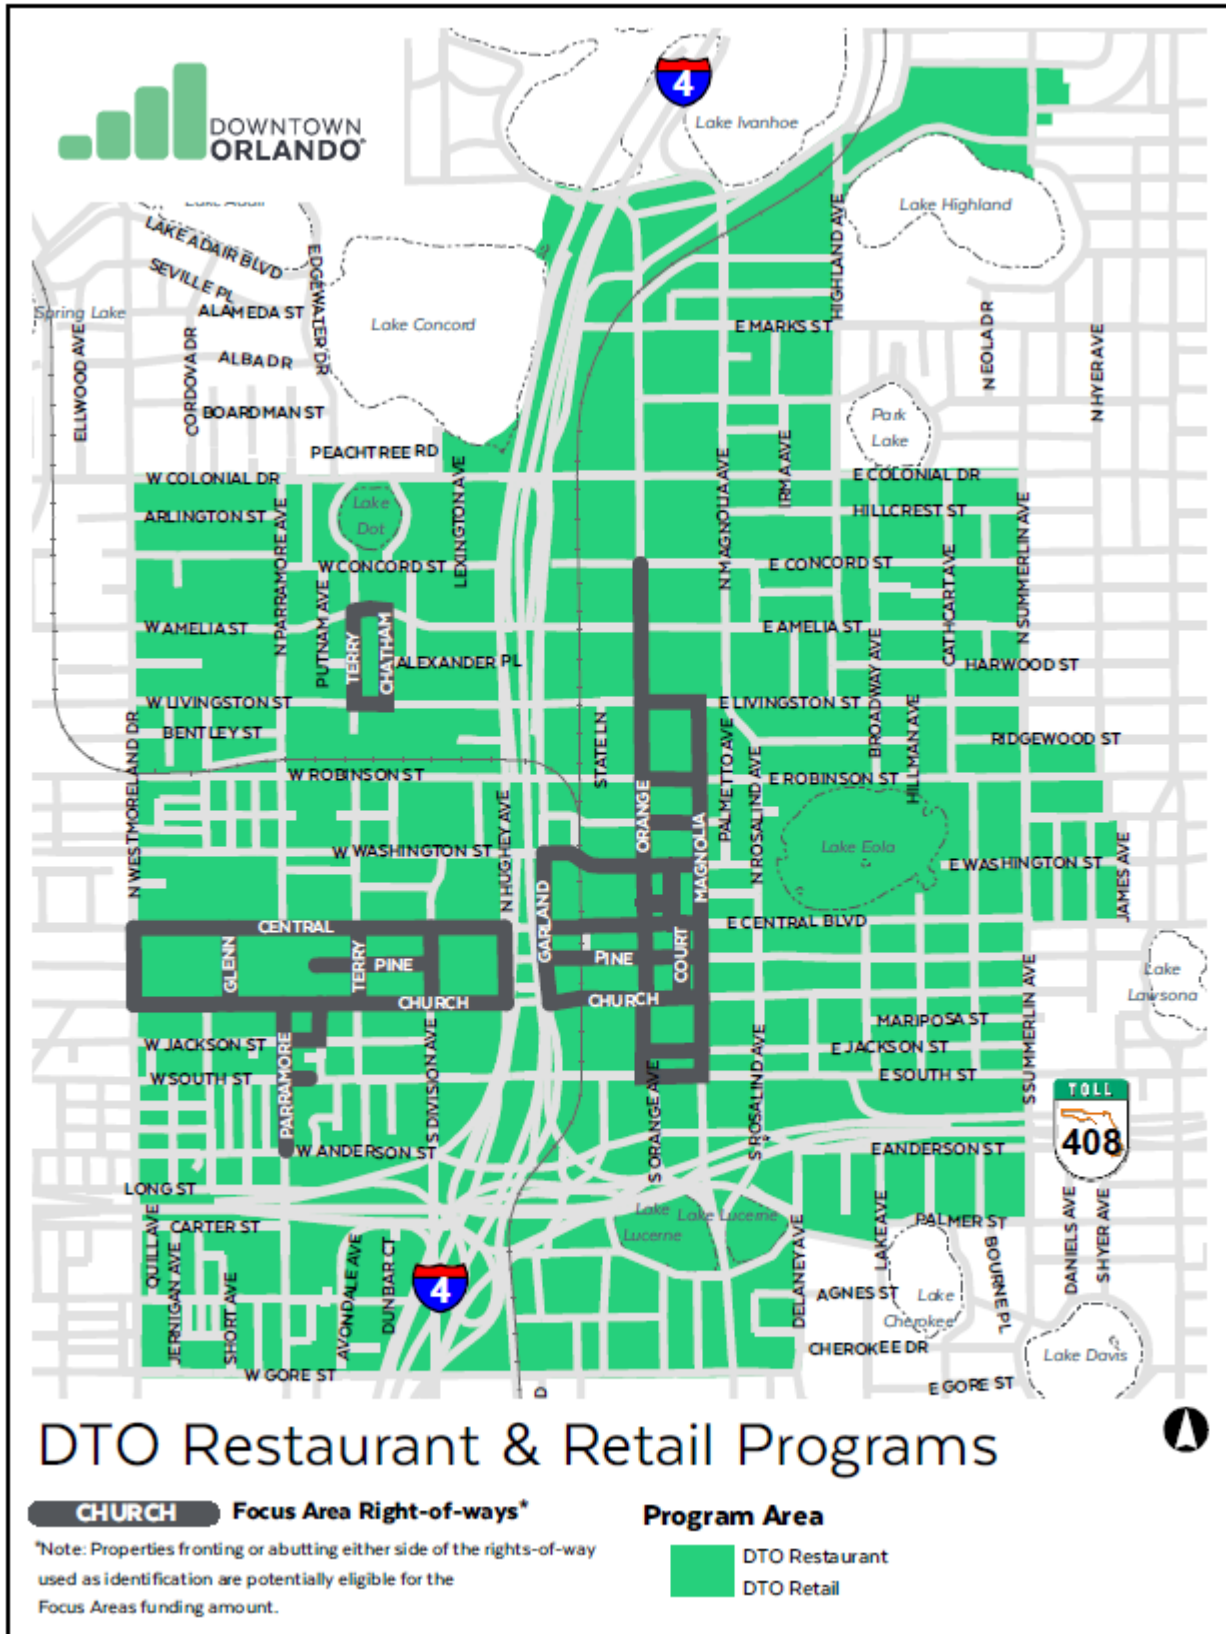 4
Lake Ivanhoe
DOWNTOWN
ORLANDO®
Lake Adair
LAKE ADAIR BLVD
SEVILLE PL
EDGEWATER DR
HIGHLAND AVE
Lake Highland
Spring Lake
ALAMEDA ST
Lake Concord
E MARKS ST
N EOLA DR
N HYER AVE
ELLWOOD AVE
CORDOVA DR
ALBA DR
BOARDMAN ST
Park
Lake
PEACHTREE RD
LEXINGTON AVE
N MAGNOLIA AVE
IRMA AVE
W COLONIAL DR
E COLONIAL DR
ARLINGTON ST
N PARRAMORE AVE
Lake
Dot
HILLCREST ST
N SUMMERLIN AVE
W CONCORD ST
E CONCORD ST
CATHCART AVE
PUTNAM AVE
TERRY
CHATHAM
W AMELIA ST
E AMELIA ST
BROADWAY AVE
ALEXANDER PL
HARWOOD ST
W LIVINGSTON ST
E LIVINGSTON ST
HILLMAN AVE
N WESTMORELAND DR
BENTLEY ST
STATE LN
PALMETTO AVE
N ROSALIND AVE
RIDGEWOOD ST
W ROBINSON ST
E ROBINSON ST
N HUGHEY AVE
ORANGE
MAGNOLIA
W WASHINGTON ST
Lake Eola
E WASHINGTON ST
JAMES AVE
GARLAND
CENTRAL
E CENTRAL BLVD
GLENN
TERRY
PINE
PINE
COURT
S SUMMERLIN AVE
Lake
Lawsona
CHURCH
CHURCH
MARIPOSA ST
W JACKSON ST
PARRAMORE
S DIVISION AVE
S ROSALIND AVE
E JACKSON ST
W SOUTH ST
S ORANGE AVE
E SOUTH ST
TOLL
408
W ANDERSON ST
E ANDERSON ST
LONG ST
QUILL AVE
CARTER ST
Lake
Lucerne
Lake Lucerne
DELANEY AVE
LAKE AVE
PALMER ST
BOURNE PL
DANIELS AVE
S HYER AVE
JERNIGAN AVE
SHORT AVE
AVONDALE AVE
DUNBAR CT
4
AGNES ST
Lake
Cherokee
CHEROKEE DR
Lake Davis
W GORE ST
E GORE ST
D
DTO Restaurant & Retail Programs
CHURCH Focus Area Right-of-ways*
*Note: Properties fronting or abutting either side of the rights-of-way
used as identification are potentially eligible for the
Focus Areas funding amount.
Program Area
DTO Restaurant
DTO Retail